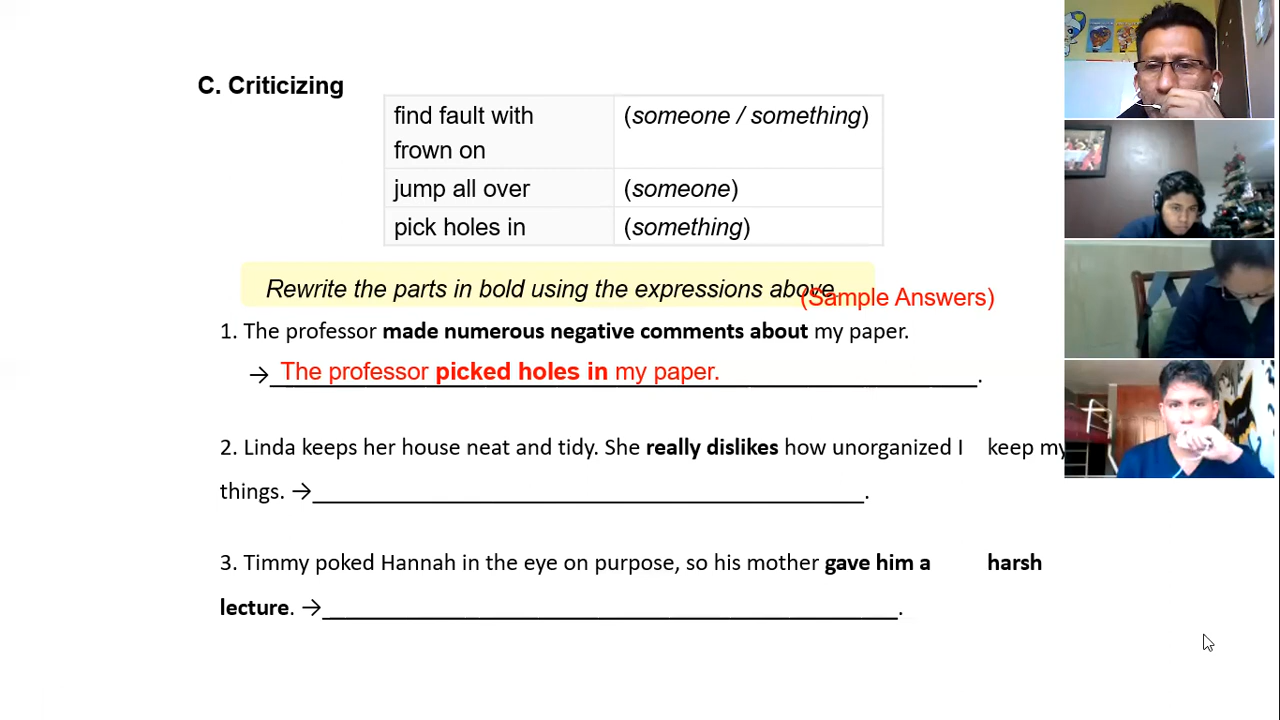 C. Criticizing
find fault with (someone / something)
frown on
jump all over (someone)
pick holes in (something)
Rewrite the parts in bold using the expressions above.
(Sample Answers)
1. The professor made numerous negative comments about my paper.
→ The professor picked holes in my paper. .
2. Linda keeps her house neat and tidy. She really dislikes how unorganized I keep my
things. → .
3. Timmy poked Hannah in the eye on purpose, so his mother gave him a harsh
lecture. → .